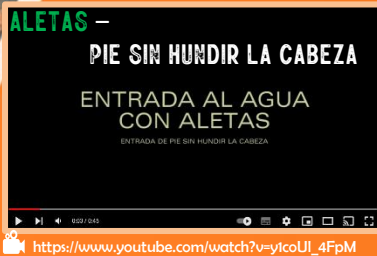 ALETAS –
PIE SIN HUNDIR LA CABEZA
ENTRADA AL AGUA
CON ALETAS
ENTRADA DE PIE SIN HUNDIR LA CABEZA
0:03 / 0:43
https://www.youtube.com/watch?v=y1coUl_4FpM